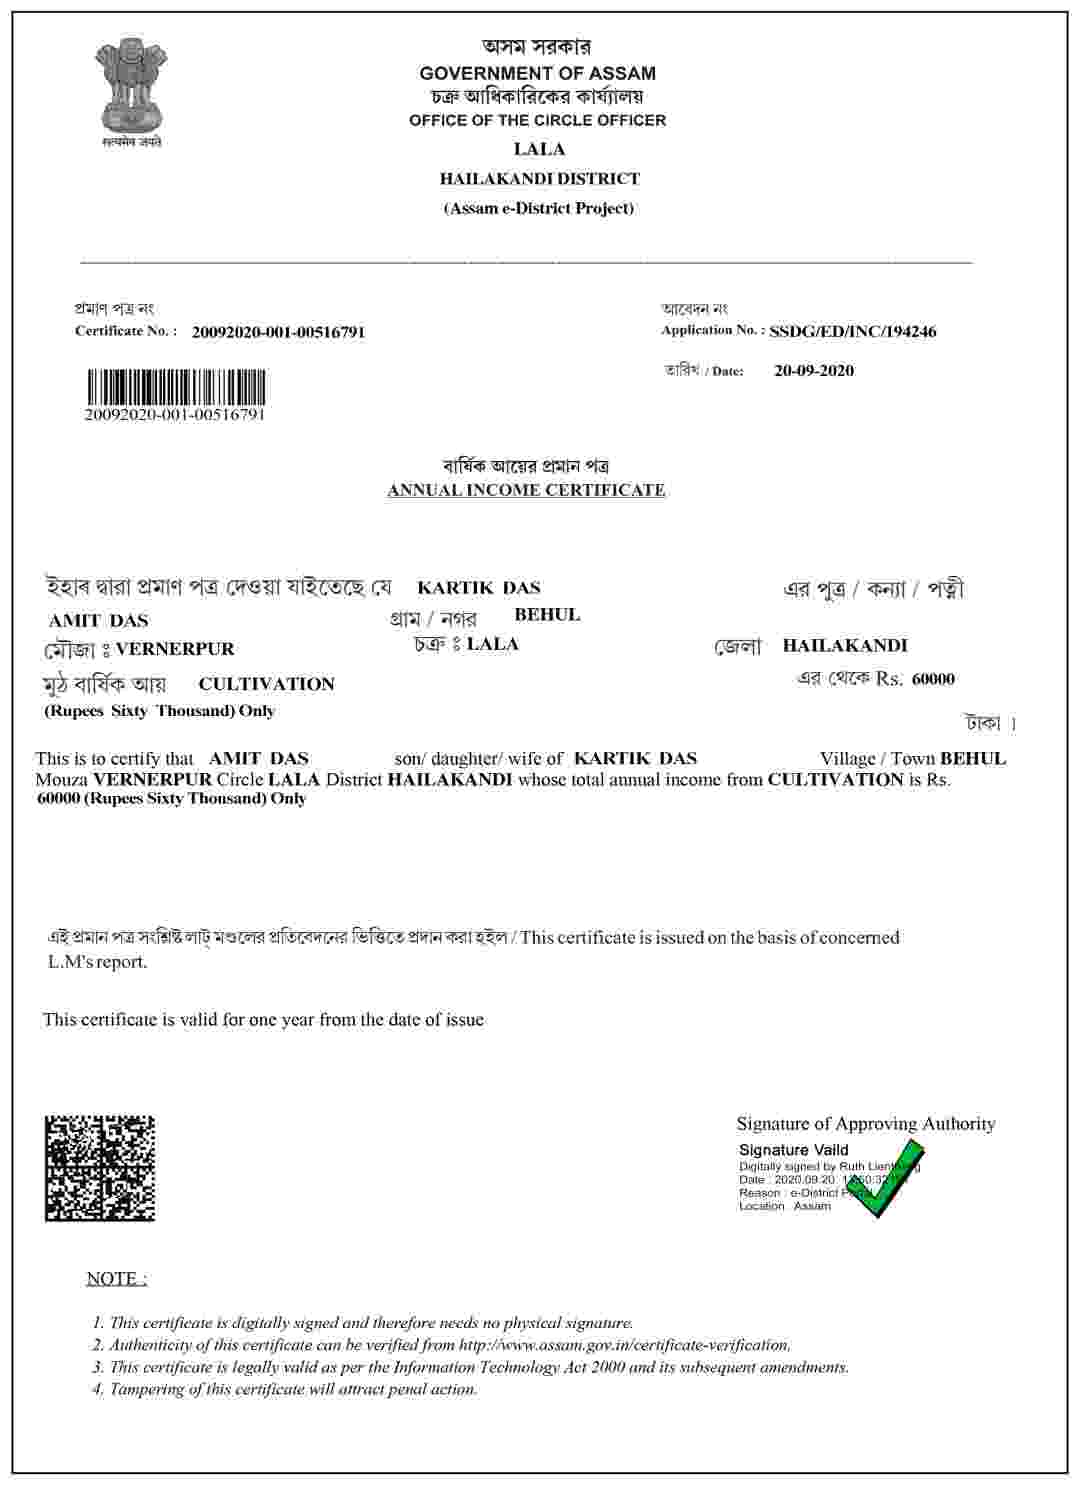 सत्यमेव जयते
অসম সরকার
GOVERNMENT OF ASSAM
চক্ৰ আধিকারিকের কার্য্যালয়
OFFICE OF THE CIRCLE OFFICER
LALA
HAILAKANDI DISTRICT
(Assam e-District Project)
প্রমাণ পত্র নং
Certificate No. : 20092020-001-00516791
আবেদন নং
Application No. : SSDG/ED/INC/194246
20092020-001-00516791
তারিখ / Date: 20-09-2020
বার্ষিক আয়ের প্রমান পত্র
ANNUAL INCOME CERTIFICATE
ইহাৰ দ্বারা প্রমাণ পত্র দেওয়া যাইতেছে যে KARTIK DAS এর পুত্র / কন্যা / পত্নী
AMIT DAS গ্রাম / নগর BEHUL
মৌজা : VERNERPUR চক্ৰ : LALA জেলা HAILAKANDI
মুঠ বার্ষিক আয় CULTIVATION এর থেকে Rs. 60000
(Rupees Sixty Thousand) Only
টাকা ।
This is to certify that AMIT DAS son/ daughter/ wife of KARTIK DAS Village / Town BEHUL
Mouza VERNERPUR Circle LALA District HAILAKANDI whose total annual income from CULTIVATION is Rs.
60000 (Rupees Sixty Thousand) Only
এই প্রমান পত্র সংশ্লিষ্ট লাট্ মণ্ডলের প্রতিবেদনের ভিত্তিতে প্রদান করা হইল / This certificate is issued on the basis of concerned
L.M's report.
This certificate is valid for one year from the date of issue
Signature of Approving Authority
Signature Vaild
Digitally signed by Ruth
Date : 2020.09.20
Reason : e-District
Location : Assam
NOTE :
1. This certificate is digitally signed and therefore needs no physical signature.
2. Authenticity of this certificate can be verified from http://www.assam.gov.in/certificate-verification.
3. This certificate is legally valid as per the Information Technology Act 2000 and its subsequent amendments.
4. Tampering of this certificate will attract penal action.